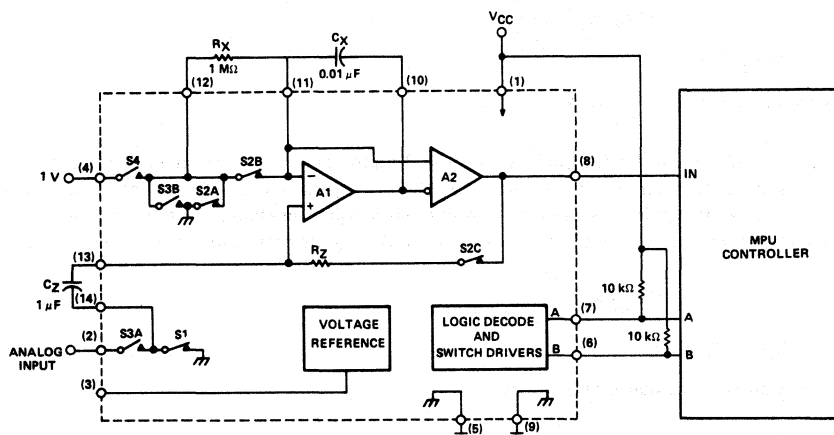 VCC
RX
1 MΩ
CX
0.01 µF
(12)
(11)
(10)
(1)
1 V
(4)
S4
S3B
S2A
S2B
−
+
A1
A2
(8)
IN
MPU
CONTROLLER
(13)
RZ
S2C
CZ
1 µF
(14)
10 kΩ
ANALOG
INPUT
(2)
S3A
S1
VOLTAGE
REFERENCE
LOGIC DECODE
AND
SWITCH DRIVERS
A
B
(7)
(6)
10 kΩ
A
B
(3)
(5)
(9)